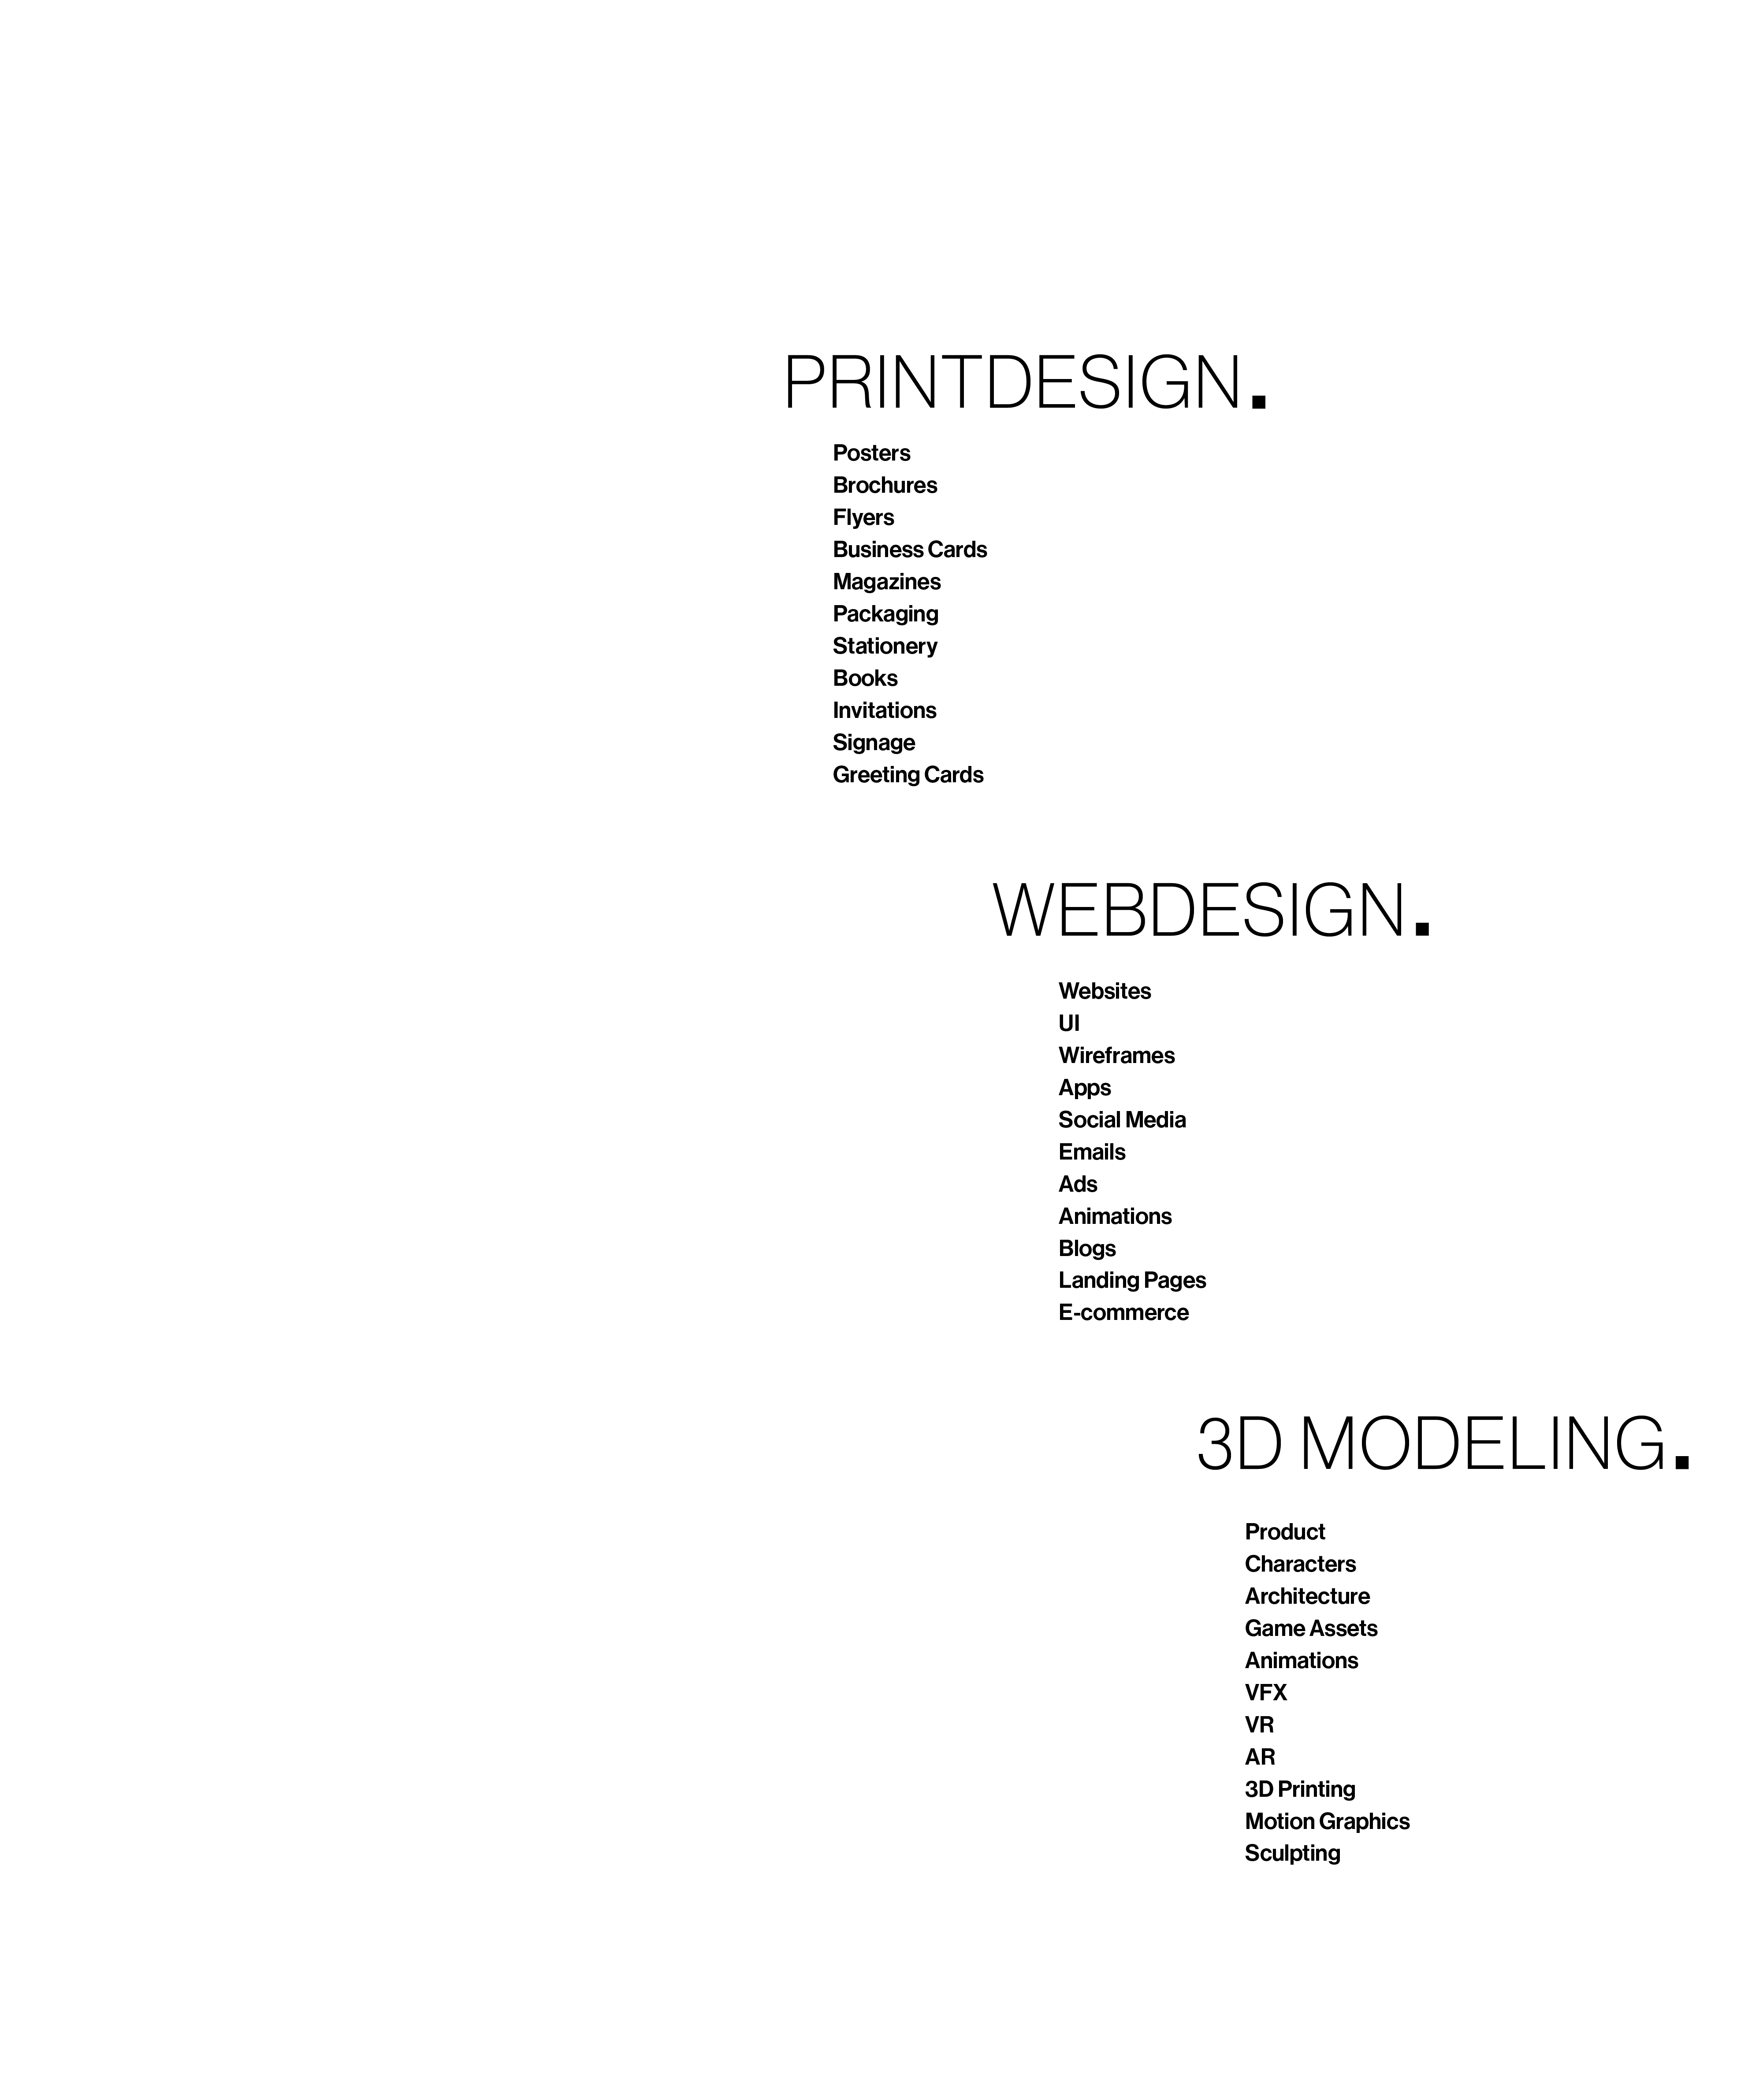 PRINTDESIGN.
Posters
Brochures
Flyers
Business Cards
Magazines
Packaging
Stationery
Books
Invitations
Signage
Greeting Cards
WEBDESIGN.
Websites
UI
Wireframes
Apps
Social Media
Emails
Ads
Animations
Blogs
Landing Pages
E-commerce
3D MODELING.
Product
Characters
Architecture
Game Assets
Animations
VFX
VR
AR
3D Printing
Motion Graphics
Sculpting